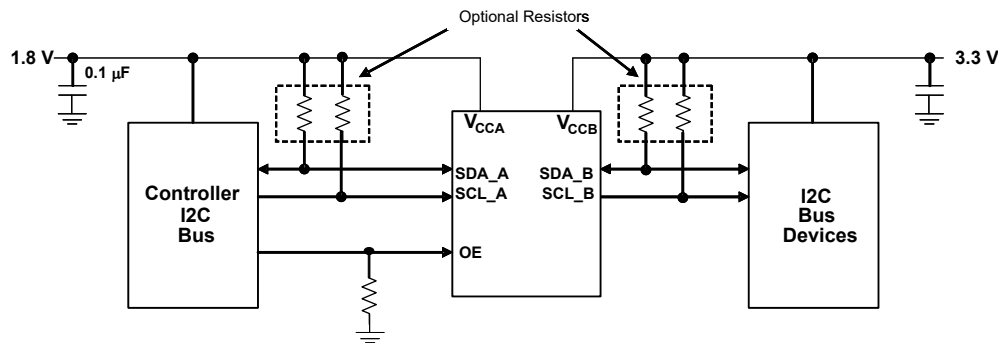 Optional Resistors
1.8 V
3.3 V
0.1 μF
VCCA
VCCB
SDA_A
SDA_B
SCL_A
SCL_B
OE
Controller
I2C
Bus
I2C
Bus
Devices